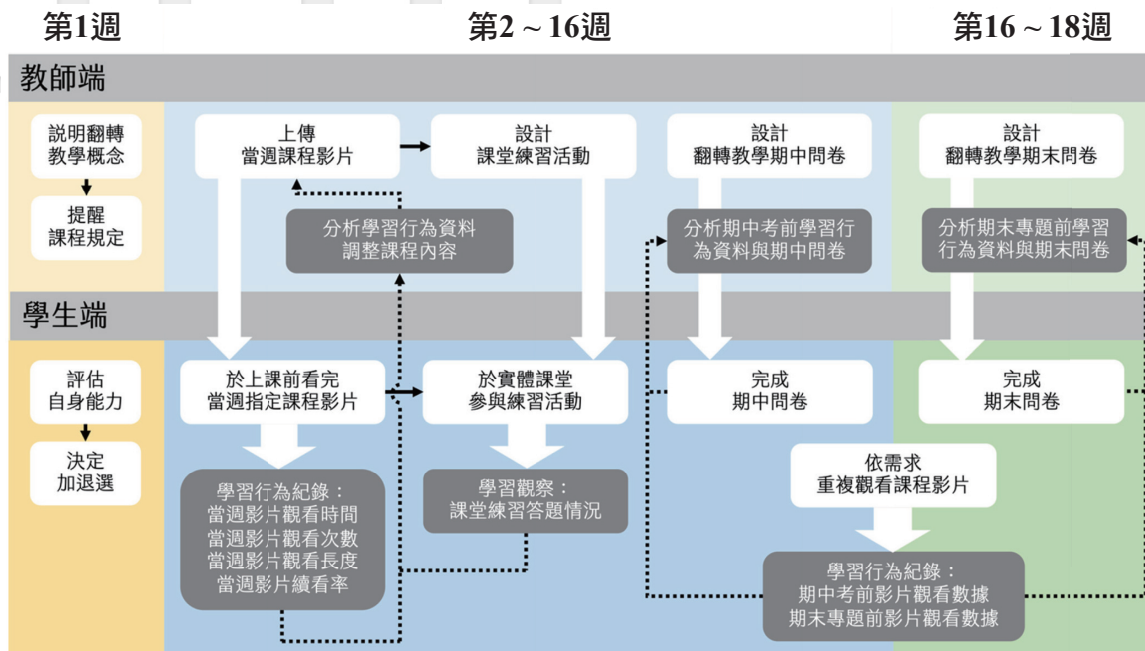 第1週
第2 ~ 16週
第16 ~ 18週
教師端
說明翻轉
教學概念
提醒
課程規定
上傳
當週課程影片
設計
課堂練習活動
分析學習行為資料
調整課程內容
設計
翻轉教學期中問卷
分析期中考前學習行
為資料與期中問卷
設計
翻轉教學期末問卷
分析期末專題前學習
行為資料與期末問卷
學生端
評估
自身能力
決定
加退選
於上課前看完
當週指定課程影片
於實體課堂
參與練習活動
學習行為紀錄：
當週影片觀看時間
當週影片觀看次數
當週影片觀看長度
當週影片續看率
學習觀察：
課堂練習答題情況
完成
期中問卷
完成
期末問卷
依需求
重複觀看課程影片
學習行為紀錄：
期中考前影片觀看數據
期末專題前影片觀看數據